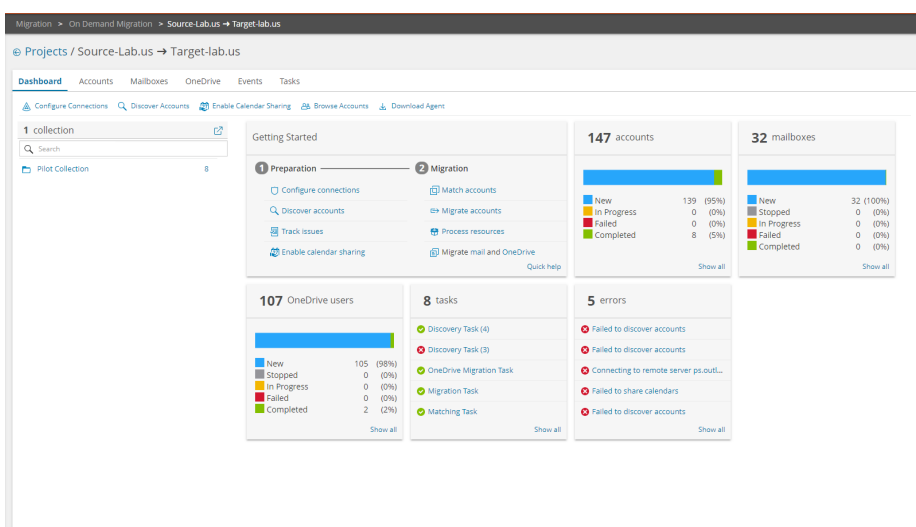 Migration > On Demand Migration > Source-Lab.us → Target-lab.us
Projects / Source-Lab.us → Target-lab.us
Dashboard Accounts Mailboxes OneDrive Events Tasks
Configure Connections Discover Accounts Enable Calendar Sharing Browse Accounts Download Agent
1 collection
Search
Pilot Collection 8
Getting Started
1 Preparation 2 Migration
Configure connections Match accounts
Discover accounts Migrate accounts
Track issues Process resources
Enable calendar sharing Migrate mail and OneDrive
Quick help
147 accounts
New 139 (95%)
In Progress 0 (0%)
Failed 0 (0%)
Completed 8 (5%)
Show all
32 mailboxes
New 32 (100%)
Stopped 0 (0%)
In Progress 0 (0%)
Failed 0 (0%)
Completed 0 (0%)
Show all
107 OneDrive users
New 105 (98%)
Stopped 0 (0%)
In Progress 0 (0%)
Failed 0 (0%)
Completed 2 (2%)
Show all
8 tasks
Discovery Task (4)
Discovery Task (3)
OneDrive Migration Task
Migration Task
Matching Task
Show all
5 errors
Failed to discover accounts
Failed to discover accounts
Connecting to remote server ps.outl...
Failed to share calendars
Failed to discover accounts
Show all